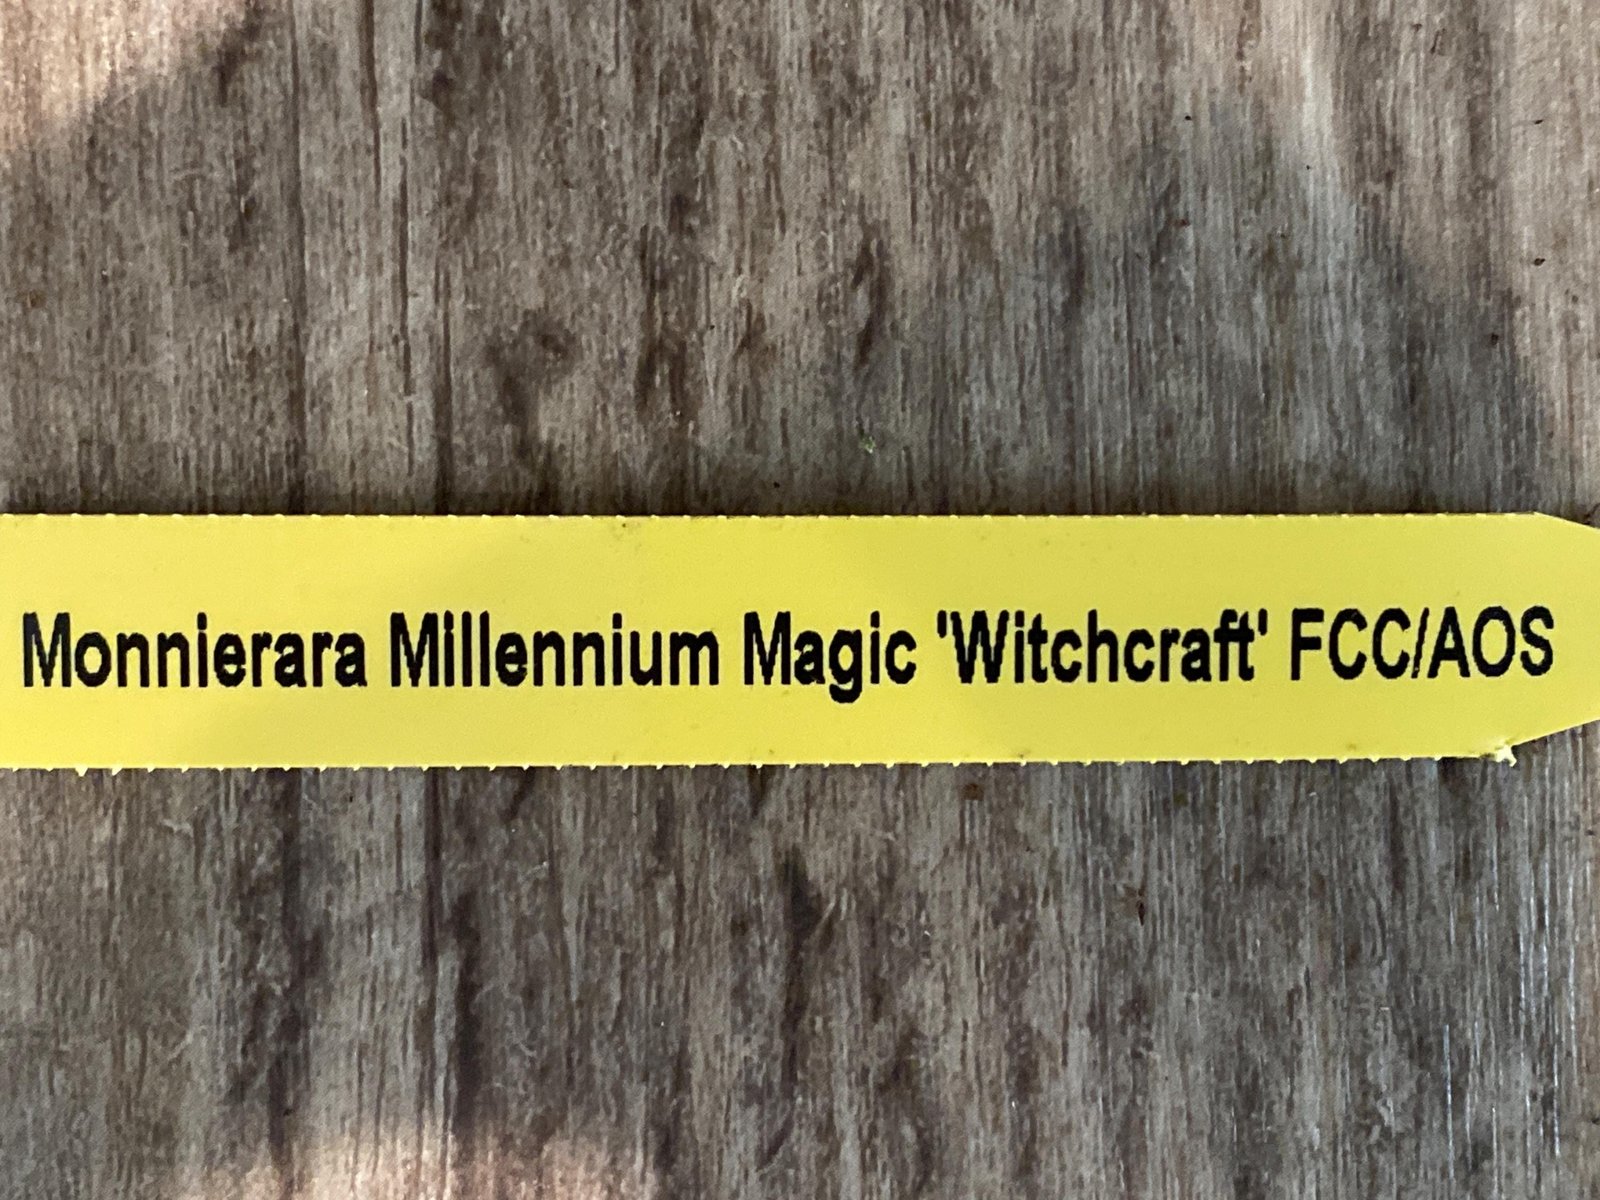 Monnierara Millennium Magic 'Witchcraft' FCC/AOS